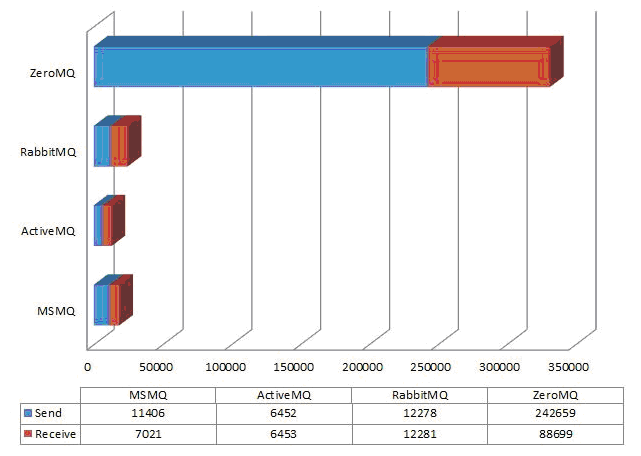 ZeroMQ
RabbitMQ
ActiveMQ
MSMQ
0 50000 100000 150000 200000 250000 300000 350000
MSMQ ActiveMQ RabbitMQ ZeroMQ
Send 11406 6452 12278 242659
Receive 7021 6453 12281 88699